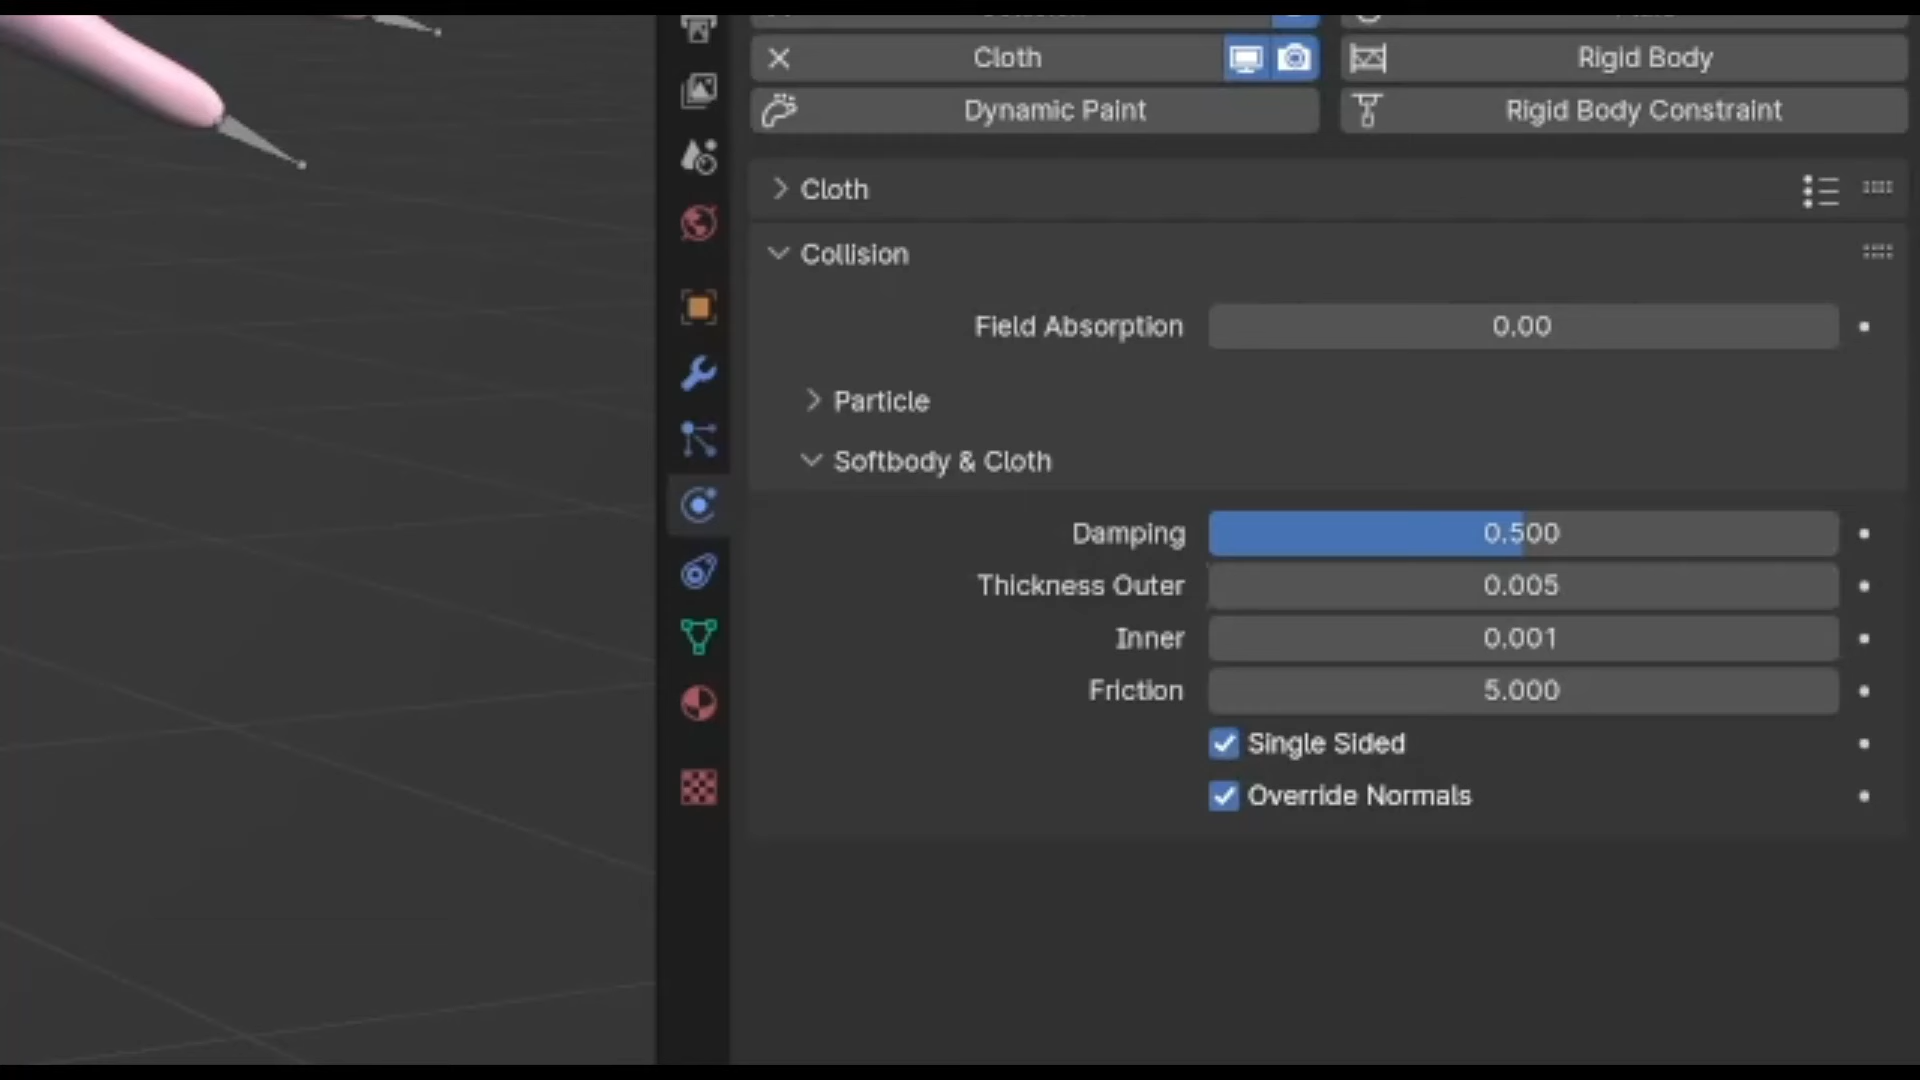 Cloth
Rigid Body
Dynamic Paint
Rigid Body Constraint
Cloth
Collision
Field Absorption 0.00
Particle
Softbody & Cloth
Damping 0.500
Thickness Outer 0.005
Inner 0.001
Friction 5.000
Single Sided
Override Normals